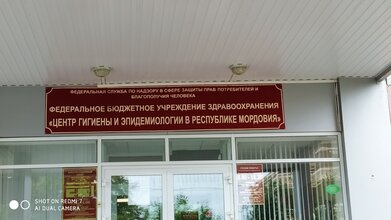 ФЕДЕРАЛЬНАЯ СЛУЖБА ПО НАДЗОРУ В СФЕРЕ ЗАЩИТЫ ПРАВ ПОТРЕБИТЕЛЕЙ И
БЛАГОПОЛУЧИЯ ЧЕЛОВЕКА
ФЕДЕРАЛЬНОЕ БЮДЖЕТНОЕ УЧРЕЖДЕНИЕ ЗДРАВООХРАНЕНИЯ
«ЦЕНТР ГИГИЕНЫ И ЭПИДЕМИОЛОГИИ В РЕСПУБЛИКЕ МОРДОВИЯ»
SHOT ON REDMI 7
AI DUAL CAMERA